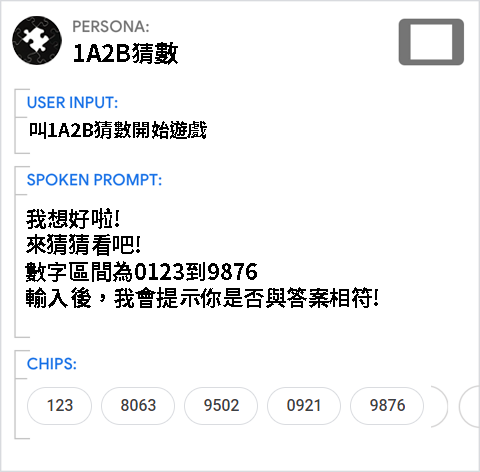 PERSONA:
1A2B猜數
USER INPUT:
叫1A2B猜數開始遊戲
SPOKEN PROMPT:
我想好啦!
來猜猜看吧!
數字區間為0123到9876
輸入後，我會提示你是否與答案相符!
CHIPS:
123 8063 9502 0921 9876